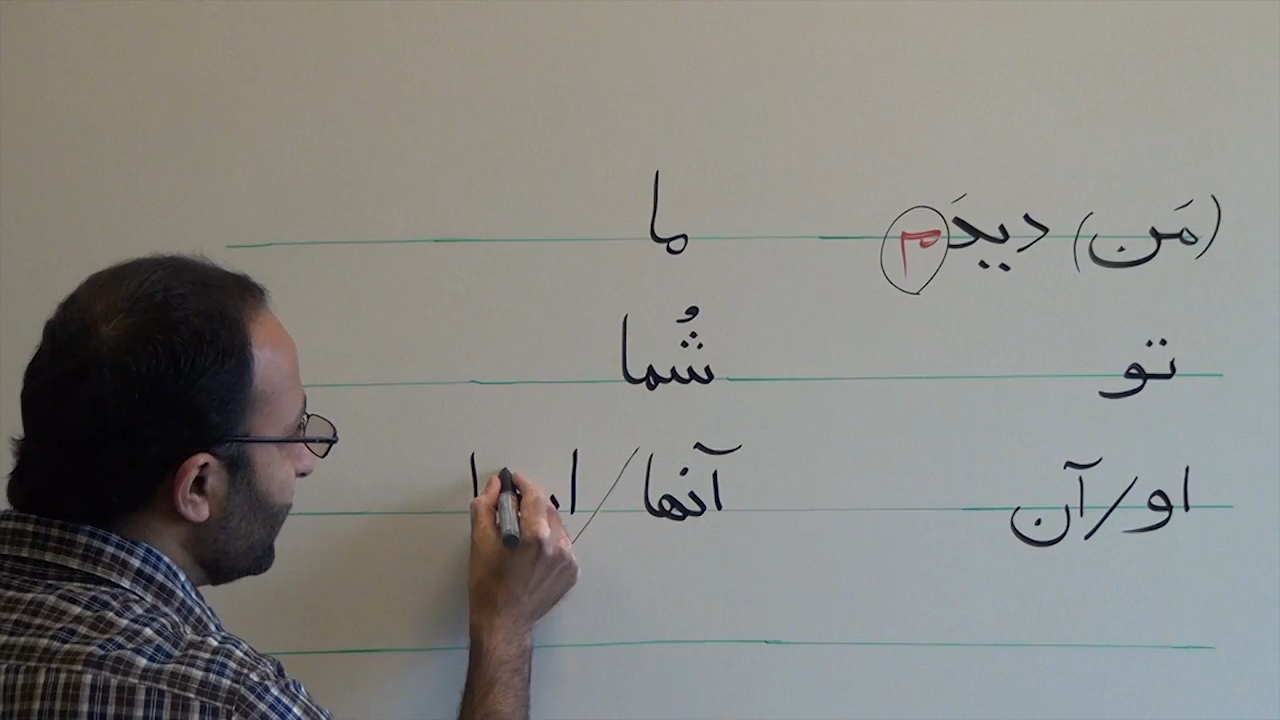 (مَن) دیدَم ما
تو شُما
او/آن آنها/